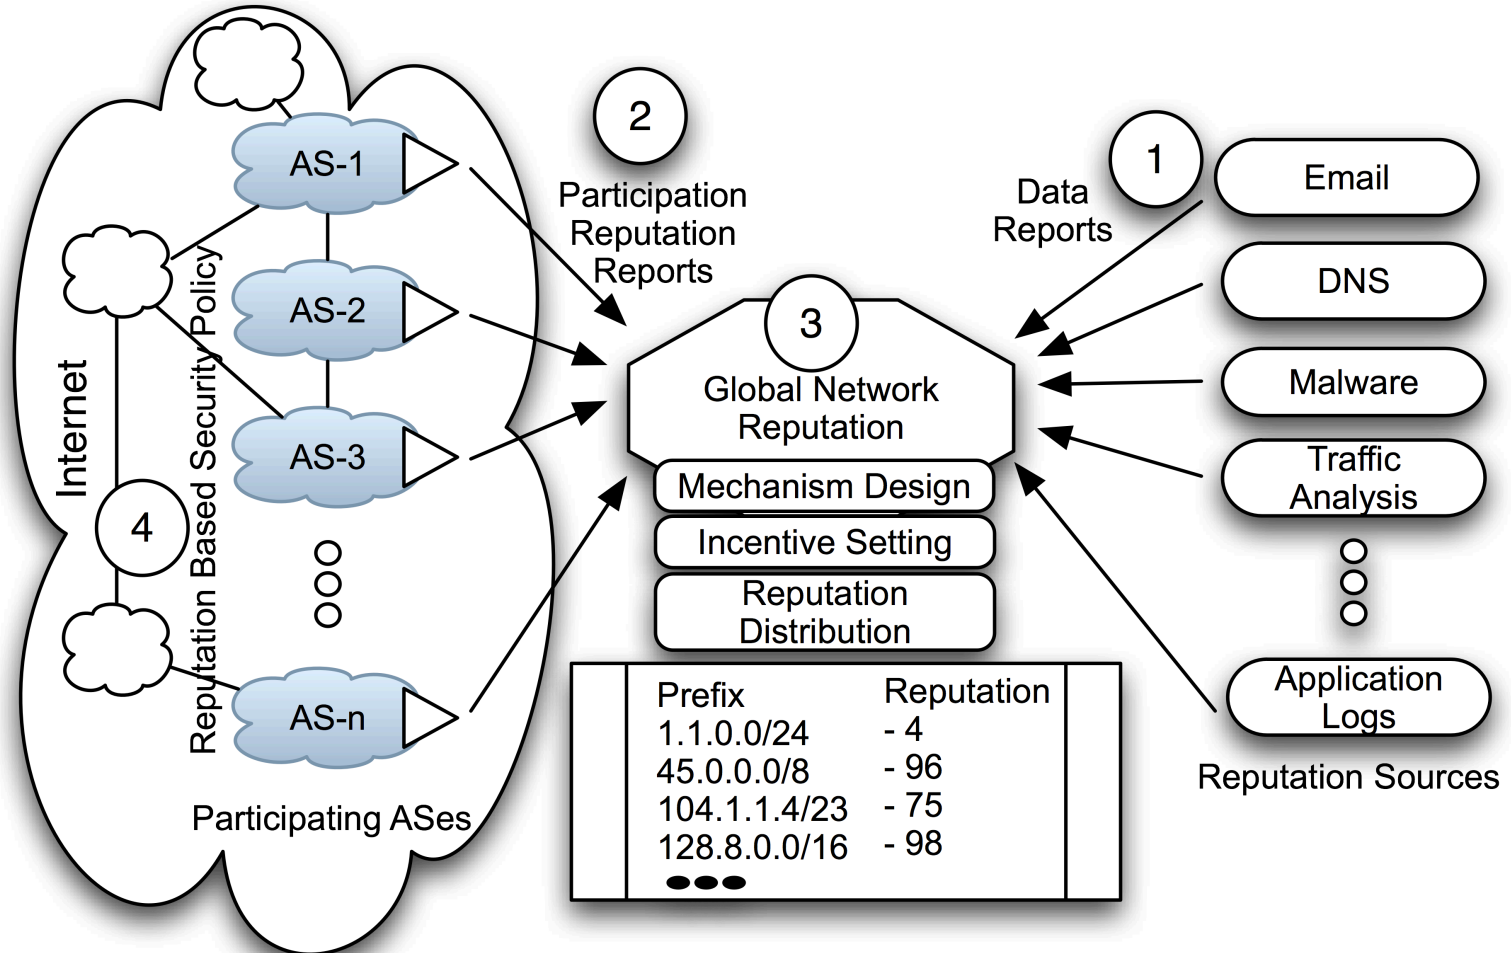 AS-1
AS-2
AS-3
AS-n
Internet
Reputation Based Security Policy
4
Participating ASes
2
Participation
Reputation
Reports
3
Global Network
Reputation
Mechanism Design
Incentive Setting
Reputation
Distribution
Prefix Reputation
1.1.0.0/24 - 4
45.0.0.0/8 - 96
104.1.1.4/23 - 75
128.8.0.0/16 - 98
1
Data
Reports
Email
DNS
Malware
Traffic
Analysis
Application
Logs
Reputation Sources